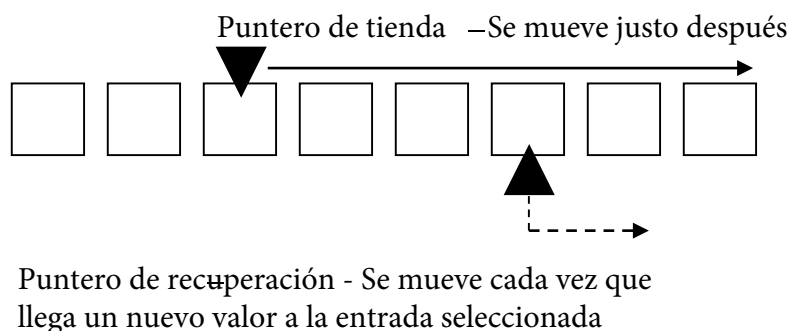 Puntero de tienda –Se mueve justo después
Puntero de recuperación - Se mueve cada vez que
llega un nuevo valor a la entrada seleccionada